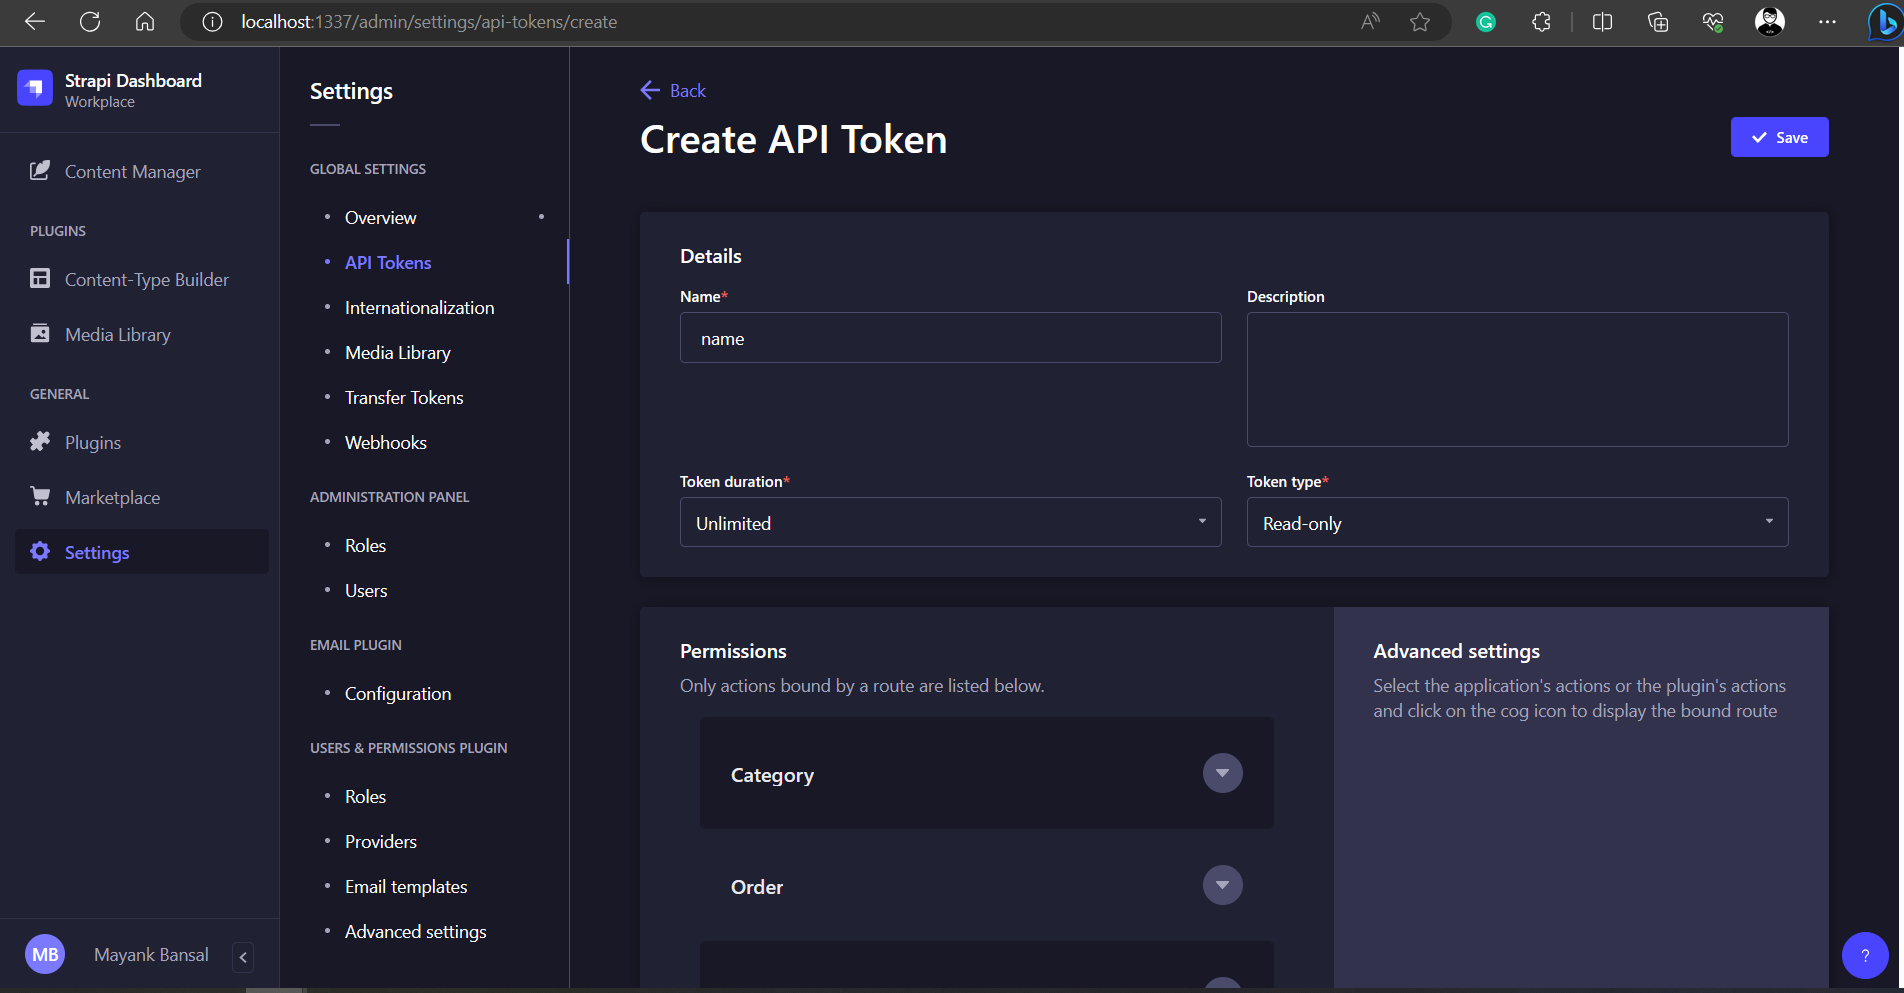 localhost:1337/admin/settings/api-tokens/create
Strapi Dashboard
Workplace
Content Manager
PLUGINS
Content-Type Builder
Media Library
GENERAL
Plugins
Marketplace
Settings
MB
Mayank Bansal
Settings
GLOBAL SETTINGS
Overview
API Tokens
Internationalization
Media Library
Transfer Tokens
Webhooks
ADMINISTRATION PANEL
Roles
Users
EMAIL PLUGIN
Configuration
USERS & PERMISSIONS PLUGIN
Roles
Providers
Email templates
Advanced settings
Back
Create API Token
Save
Details
Name*
name
Description
Token duration*
Unlimited
Token type*
Read-only
Permissions
Only actions bound by a route are listed below.
Category
Order
Advanced settings
Select the application's actions or the plugin's actions
and click on the cog icon to display the bound route
?